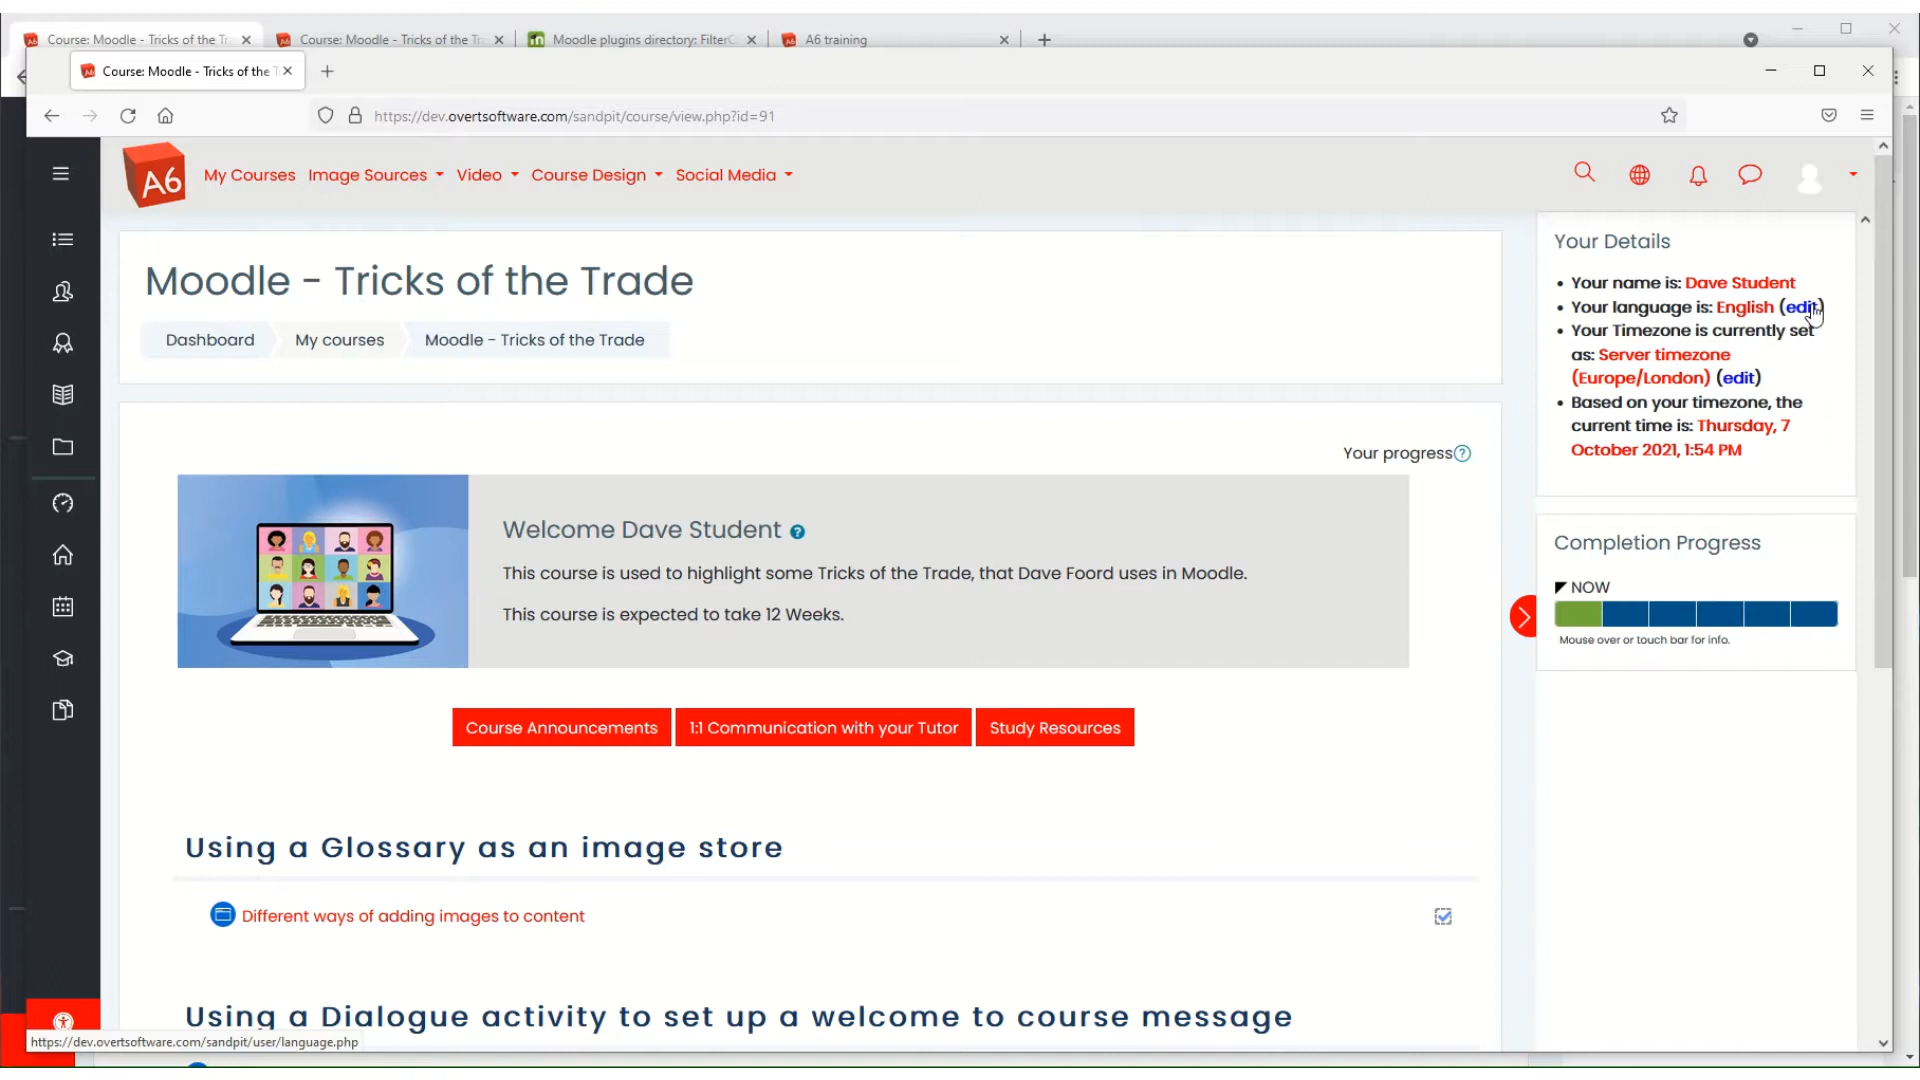 Course: Moodle - Tricks of the Tr
Course: Moodle - Tricks of the Tr
Moodle plugins directory: FilterC
A6 training
Course: Moodle - Tricks of the T
https://dev.overtsoftware.com/sandpit/course/view.php?id=91
A6
My Courses
Image Sources
Video
Course Design
Social Media
Moodle - Tricks of the Trade
Dashboard
My courses
Moodle - Tricks of the Trade
Your progress
Welcome Dave Student
This course is used to highlight some Tricks of the Trade, that Dave Foord uses in Moodle.
This course is expected to take 12 Weeks.
Course Announcements
1:1 Communication with your Tutor
Study Resources
Using a Glossary as an image store
Different ways of adding images to content
Using a Dialogue activity to set up a welcome to course message
Your Details
• Your name is: Dave Student
• Your language is: English (edit)
• Your Timezone is currently set
as: Server timezone
(Europe/London) (edit)
• Based on your timezone, the
current time is: Thursday, 7
October 2021, 1:54 PM
Completion Progress
NOW
Mouse over or touch bar for info.
https://dev.overtsoftware.com/sandpit/user/language.php